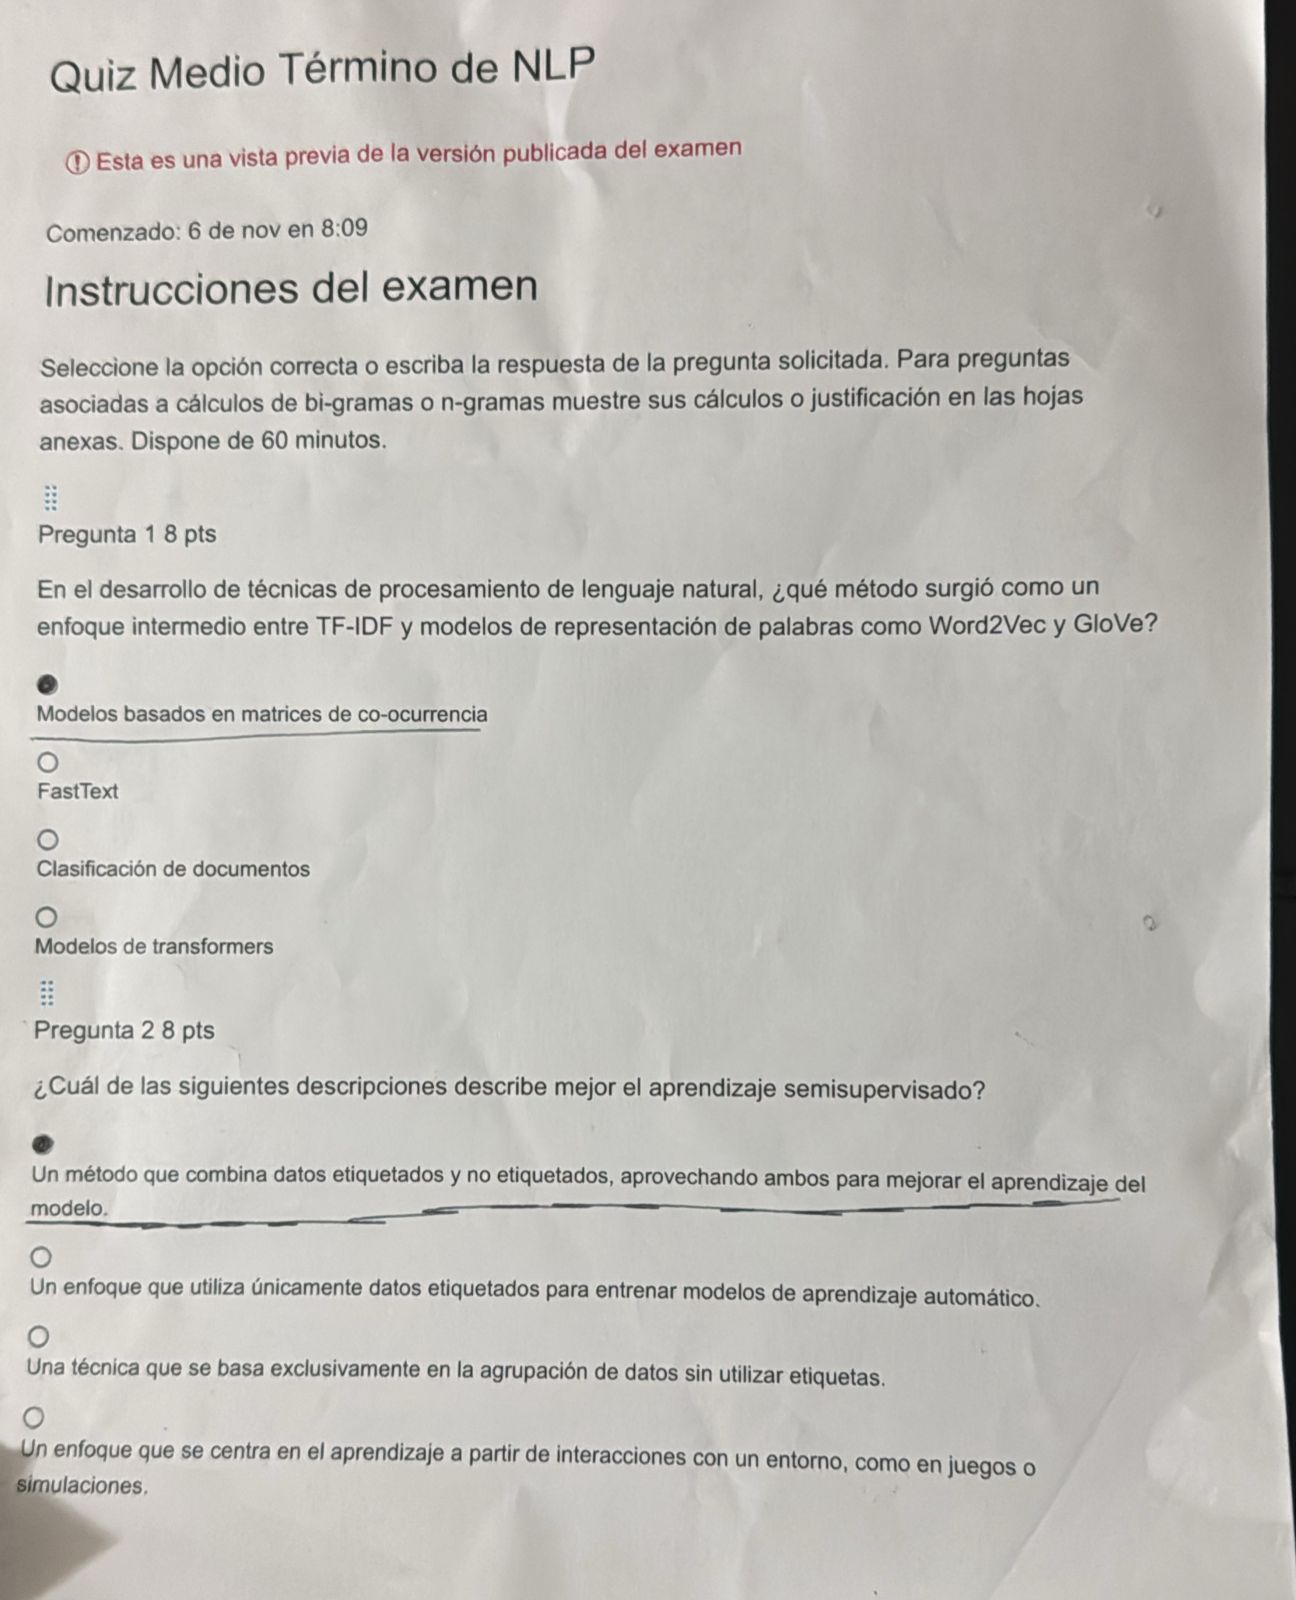 Quiz Medio Término de NLP
Esta es una vista previa de la versión publicada del examen
Comenzado: 6 de nov en 8:09
Instrucciones del examen
Seleccione la opción correcta o escriba la respuesta de la pregunta solicitada. Para preguntas
asociadas a cálculos de bi-gramas o n-gramas muestre sus cálculos o justificación en las hojas
anexas. Dispone de 60 minutos.
Pregunta 1 8 pts
En el desarrollo de técnicas de procesamiento de lenguaje natural, ¿qué método surgió como un
enfoque intermedio entre TF-IDF y modelos de representación de palabras como Word2Vec y GloVe?
Modelos basados en matrices de co-ocurrencia
FastText
Clasificación de documentos
Modelos de transformers
Pregunta 2 8 pts
¿Cuál de las siguientes descripciones describe mejor el aprendizaje semisupervisado?
Un método que combina datos etiquetados y no etiquetados, aprovechando ambos para mejorar el aprendizaje del
modelo.
Un enfoque que utiliza únicamente datos etiquetados para entrenar modelos de aprendizaje automático.
Una técnica que se basa exclusivamente en la agrupación de datos sin utilizar etiquetas.
Un enfoque que se centra en el aprendizaje a partir de interacciones con un entorno, como en juegos o
simulaciones.